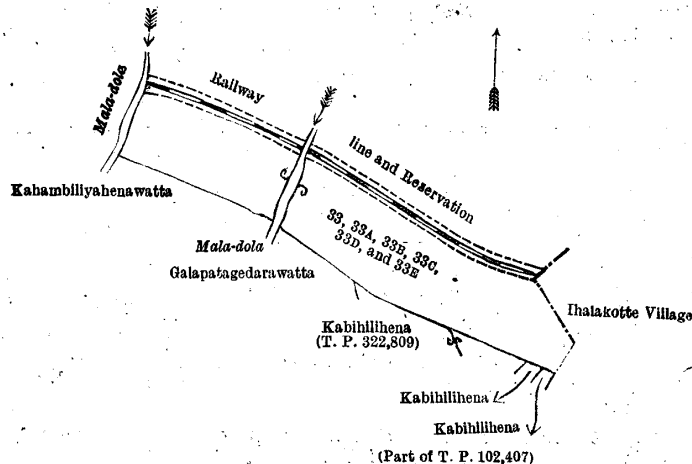 Railway
Mala-dola
line and Reservation
Kahambiliyahenawatta
33, 33A, 33B, 33C,
33D, and 33E
Mala-dola
Galapatagedarawatta
Ihalakotte Village
Kabihilihena
(T. P. 322,809)
Kabihilihena
Kabihilihena
(Part of T. P. 102,407)